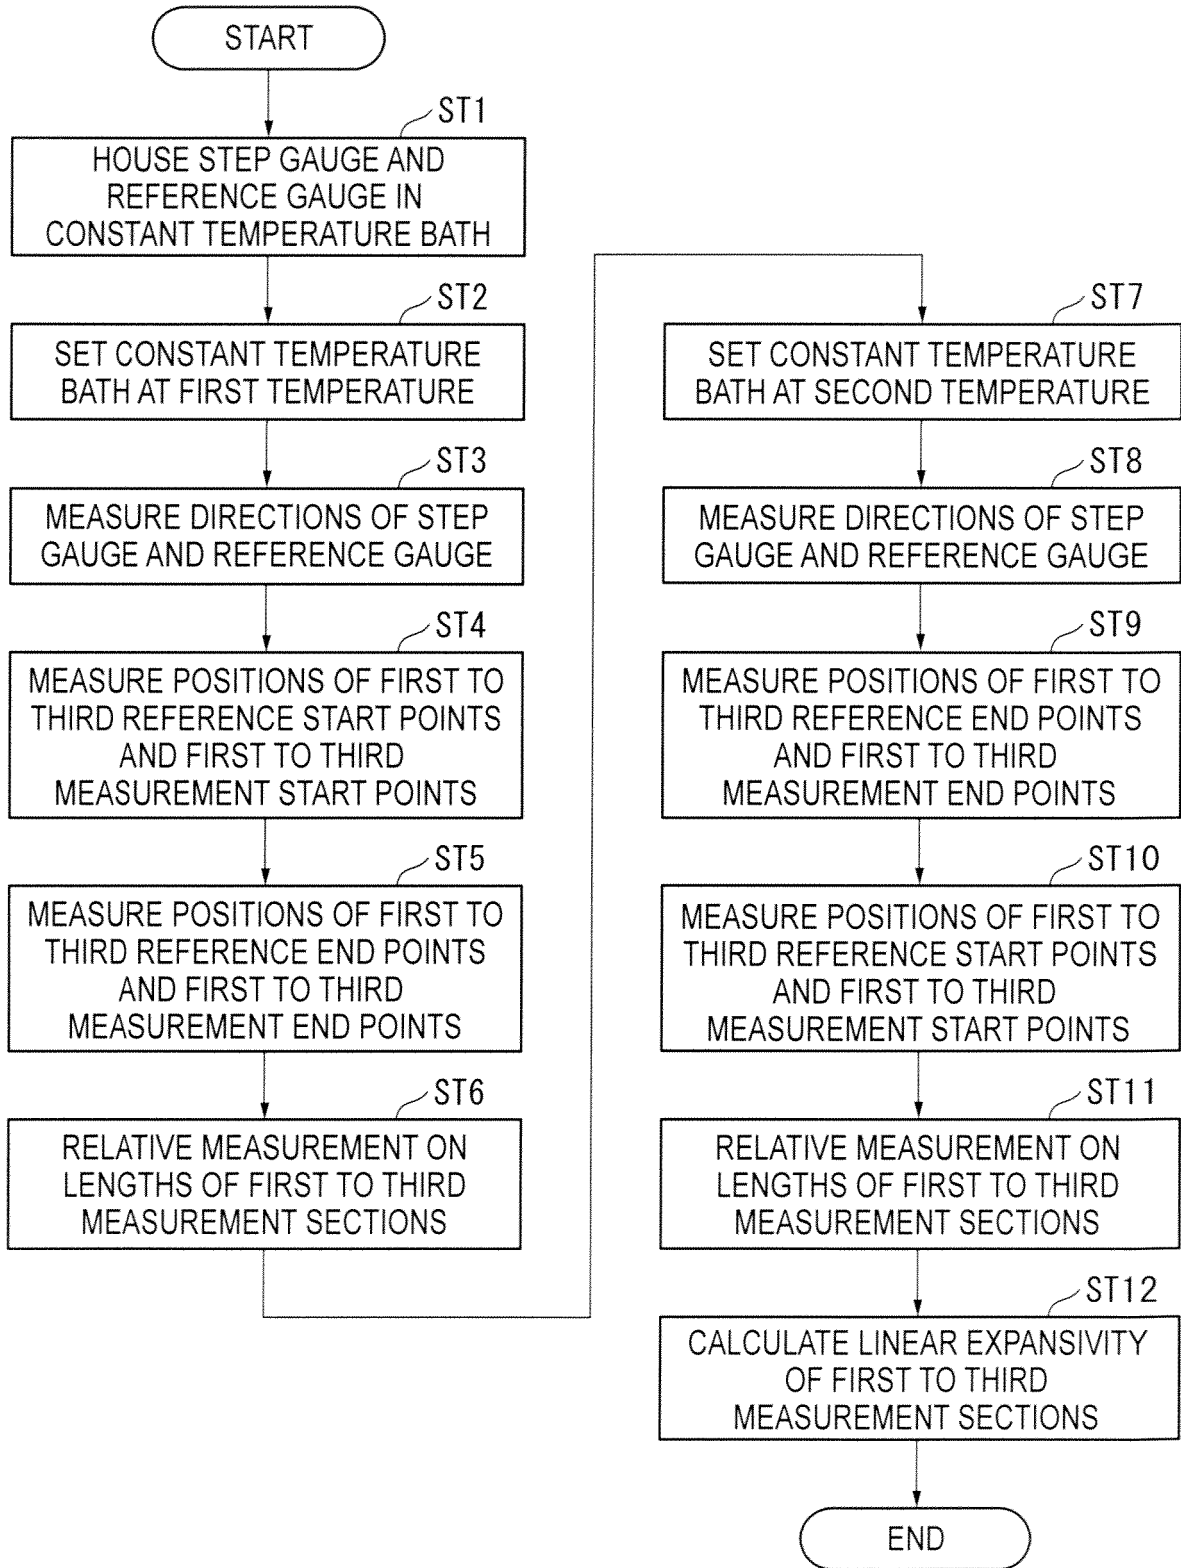 START
ST1
HOUSE STEP GAUGE AND
REFERENCE GAUGE IN
CONSTANT TEMPERATURE BATH
ST2
SET CONSTANT TEMPERATURE
BATH AT FIRST TEMPERATURE
ST3
MEASURE DIRECTIONS OF STEP
GAUGE AND REFERENCE GAUGE
ST4
MEASURE POSITIONS OF FIRST TO
THIRD REFERENCE START POINTS
AND FIRST TO THIRD
MEASUREMENT START POINTS
ST5
MEASURE POSITIONS OF FIRST TO
THIRD REFERENCE END POINTS
AND FIRST TO THIRD
MEASUREMENT END POINTS
ST6
RELATIVE MEASUREMENT ON
LENGTHS OF FIRST TO THIRD
MEASUREMENT SECTIONS
ST7
SET CONSTANT TEMPERATURE
BATH AT SECOND TEMPERATURE
ST8
MEASURE DIRECTIONS OF STEP
GAUGE AND REFERENCE GAUGE
ST9
MEASURE POSITIONS OF FIRST TO
THIRD REFERENCE END POINTS
AND FIRST TO THIRD
MEASUREMENT END POINTS
ST10
MEASURE POSITIONS OF FIRST TO
THIRD REFERENCE START POINTS
AND FIRST TO THIRD
MEASUREMENT START POINTS
ST11
RELATIVE MEASUREMENT ON
LENGTHS OF FIRST TO THIRD
MEASUREMENT SECTIONS
ST12
CALCULATE LINEAR EXPANSIVITY
OF FIRST TO THIRD
MEASUREMENT SECTIONS
END